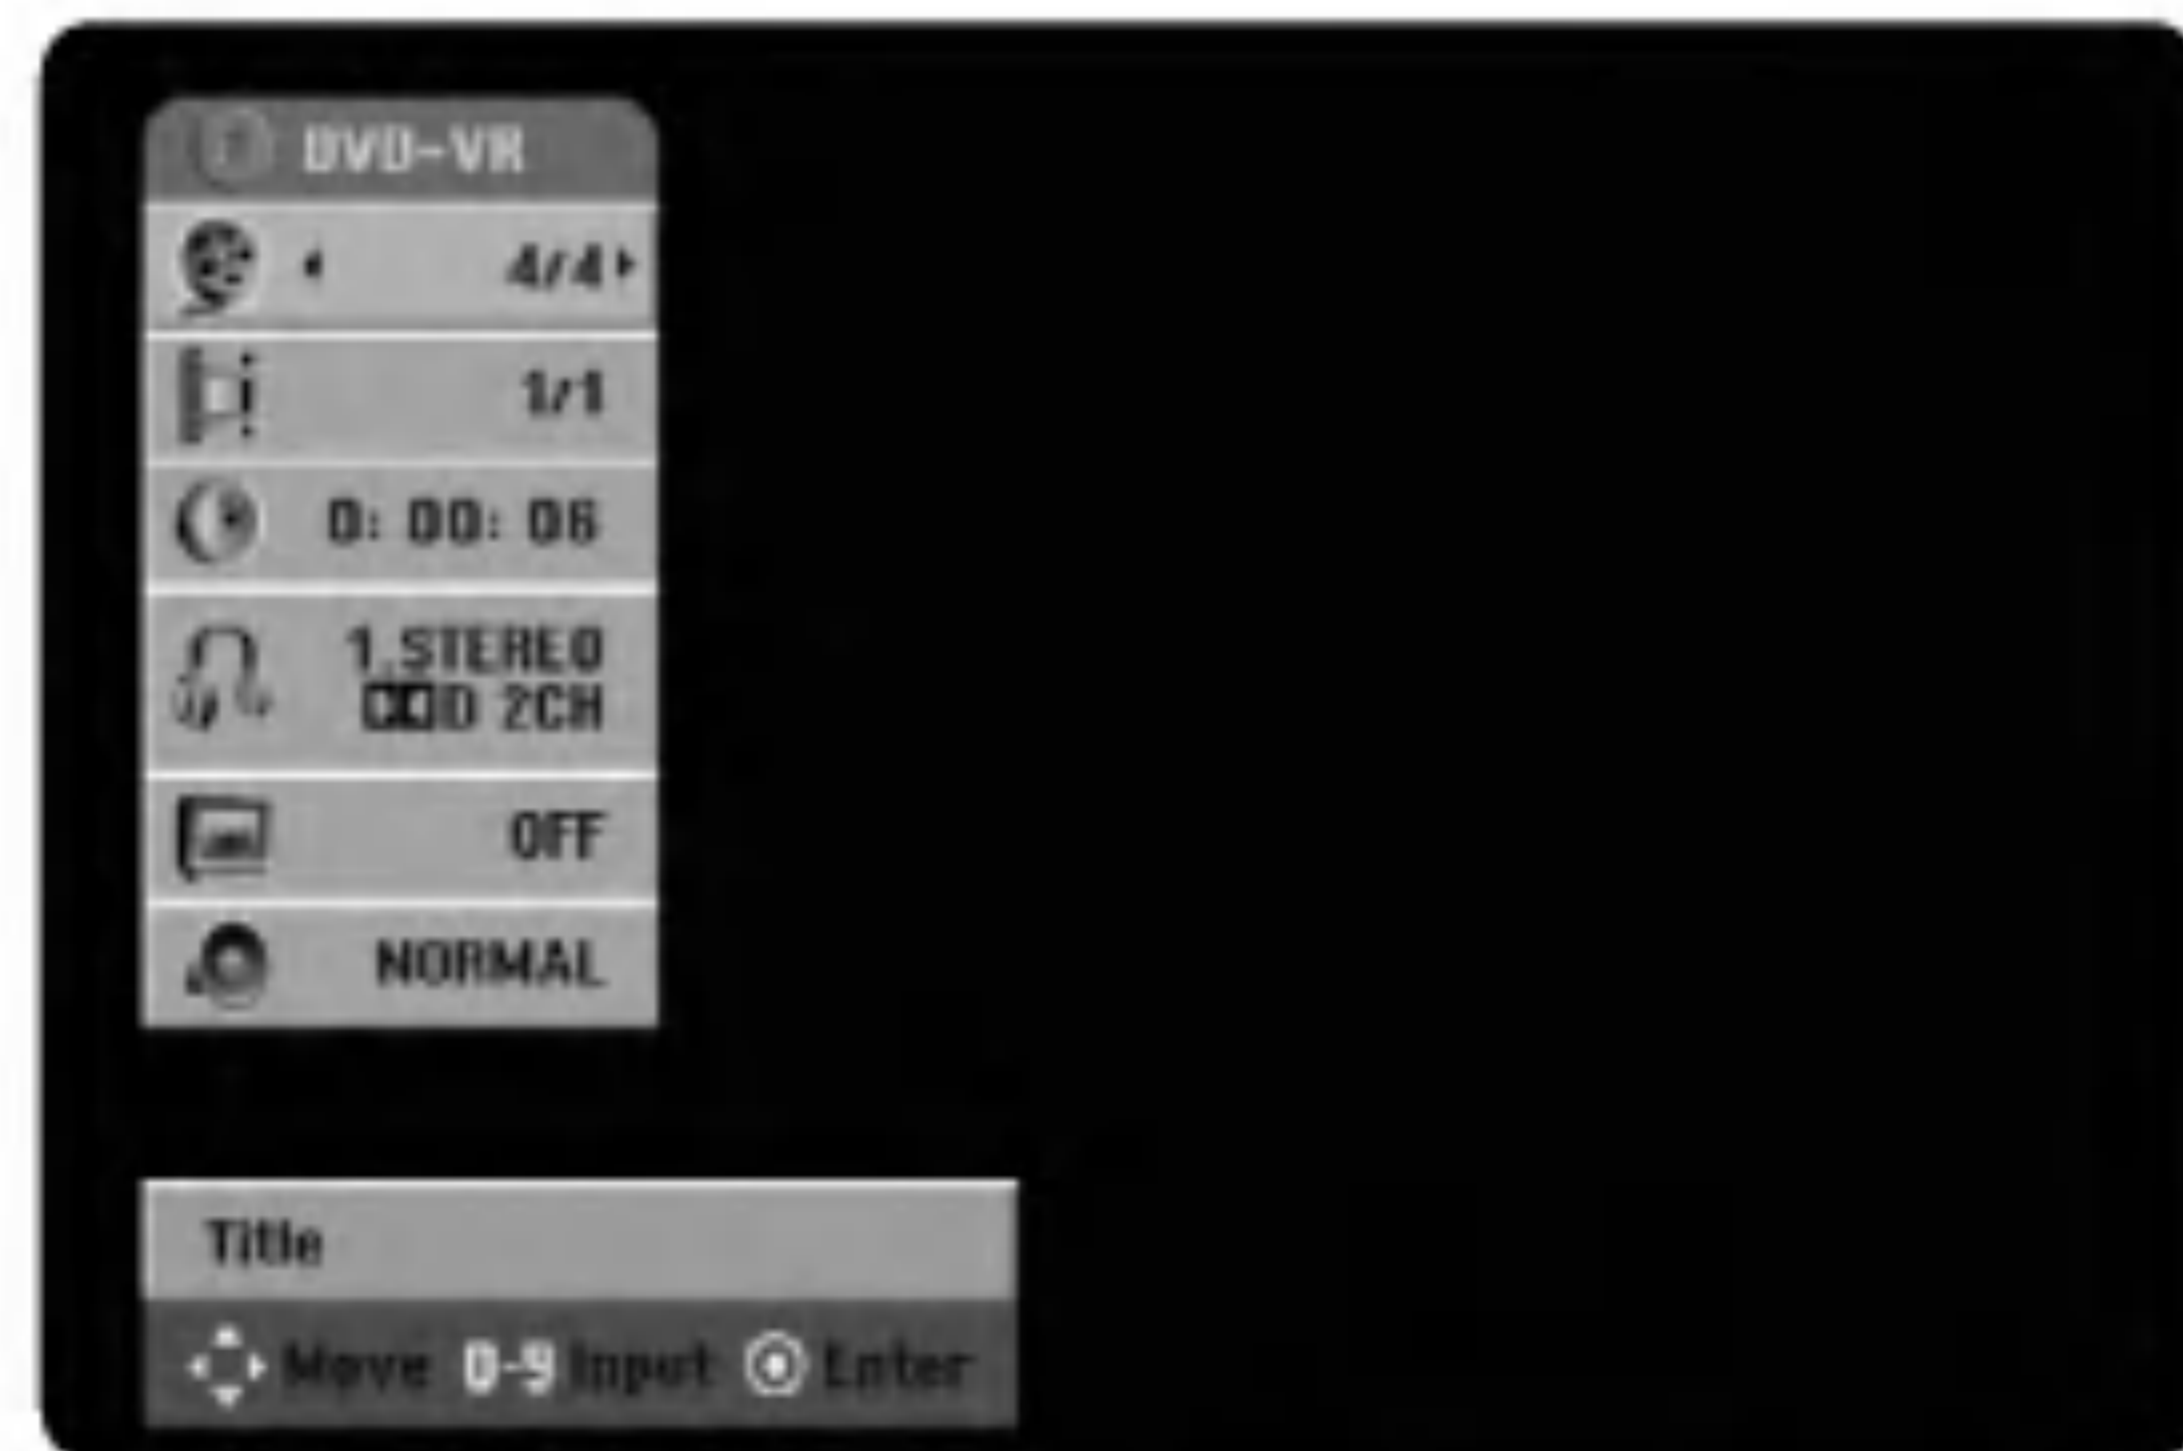 DVD-VR
4/4
1/1
0: 00: 06
1.STEREO
D 2CH
OFF
NORMAL
Title
Move 0-9 Input Enter